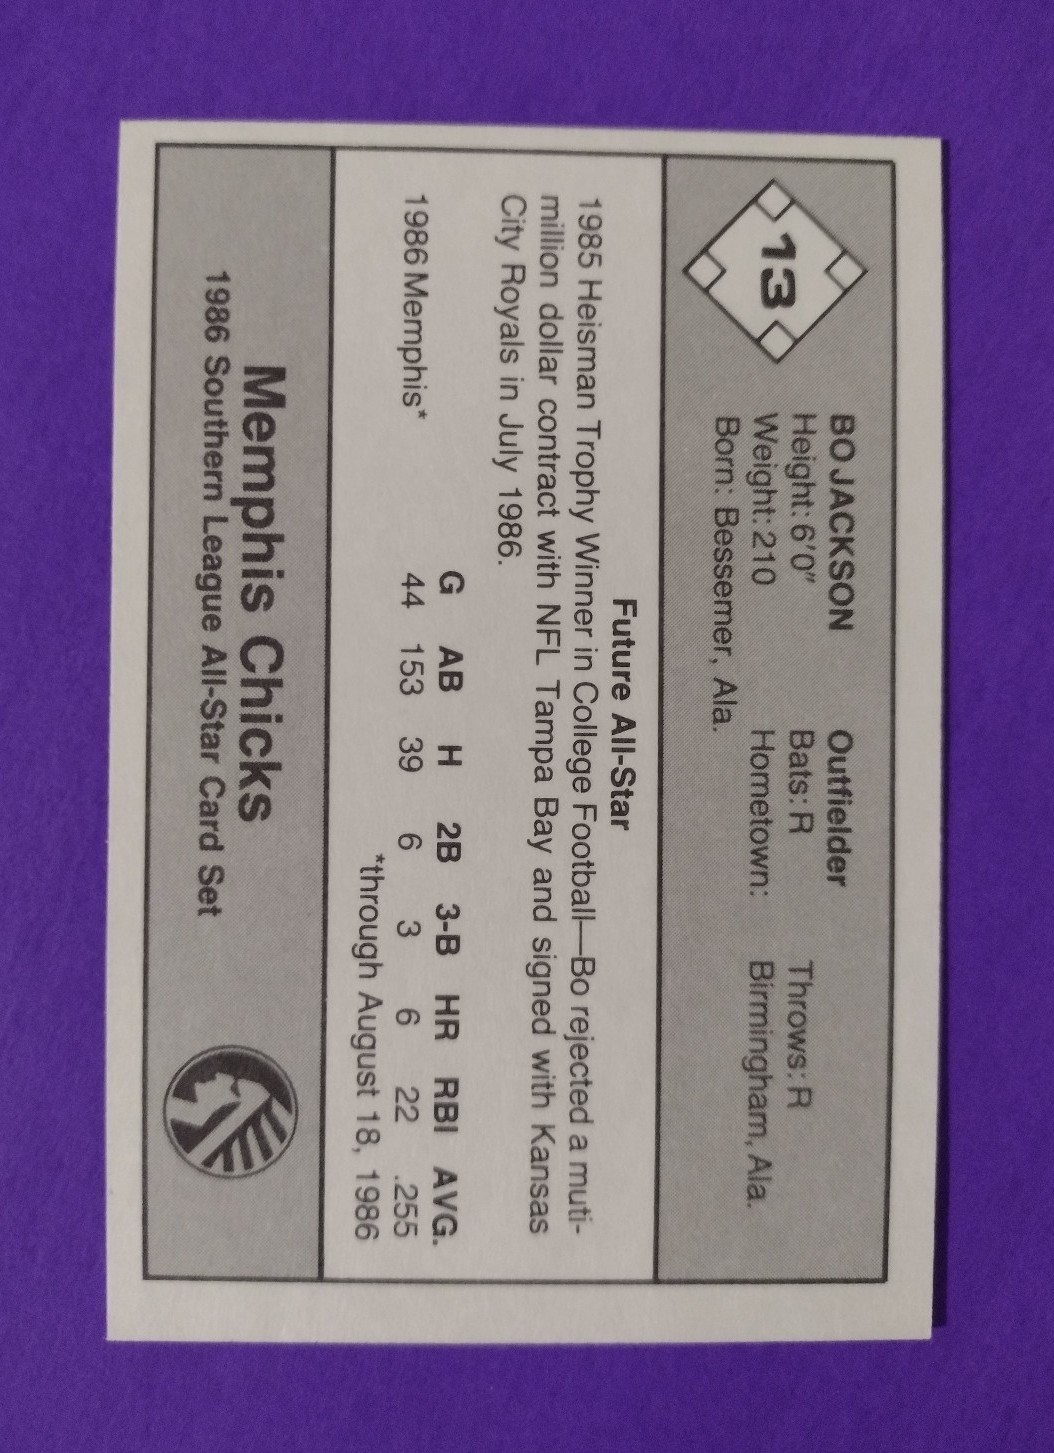 13
BO JACKSON Outfielder
Height: 6'0" Bats: R Throws: R
Weight: 210 Hometown: Birmingham, Ala.
Born: Bessemer, Ala.
Future All-Star
1985 Heisman Trophy Winner in College Football—Bo rejected a muti-
million dollar contract with NFL Tampa Bay and signed with Kansas
City Royals in July 1986.
G AB H 2B 3-B HR RBI AVG.
1986 Memphis* 44 153 39 6 3 6 22 .255
*through August 18, 1986
Memphis Chicks
1986 Southern League All-Star Card Set